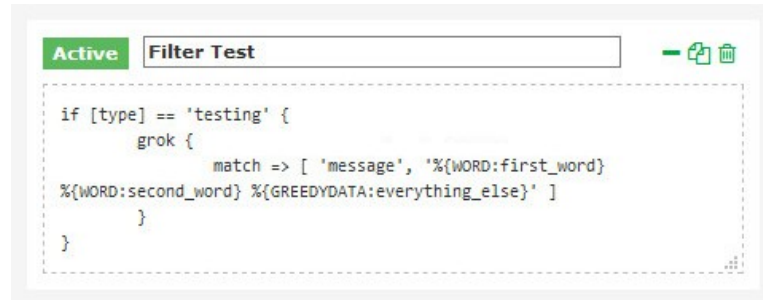 Active Filter Test
if [type] == 'testing' {
grok {
match => [ 'message', '%{WORD:first_word}
%{WORD:second_word} %{GREEDYDATA:everything_else}' ]
}
}